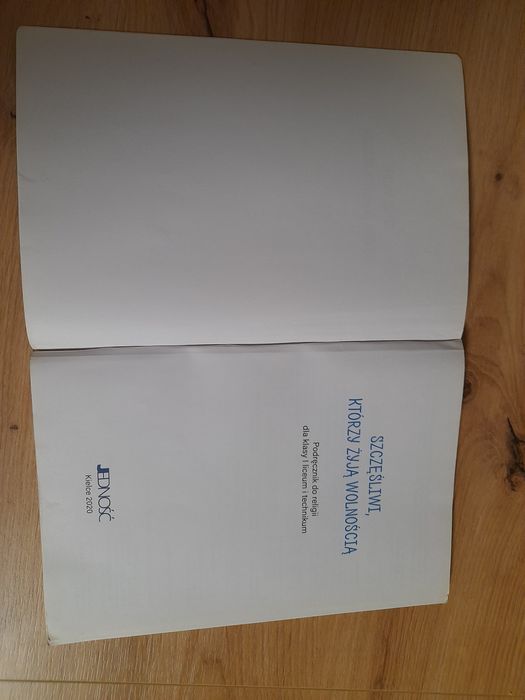 SZCZĘŚLIWI,
KTÓRZY ŻYJĄ WOLNOŚCIĄ
Podręcznik do religii
dla klasy I liceum i technikum
JEDNOŚĆ
Kielce 2020